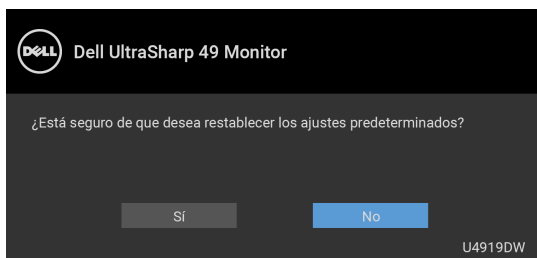 DELL Dell UltraSharp 49 Monitor
¿Está seguro de que desea restablecer los ajustes predeterminados?
Sí No
U4919DW